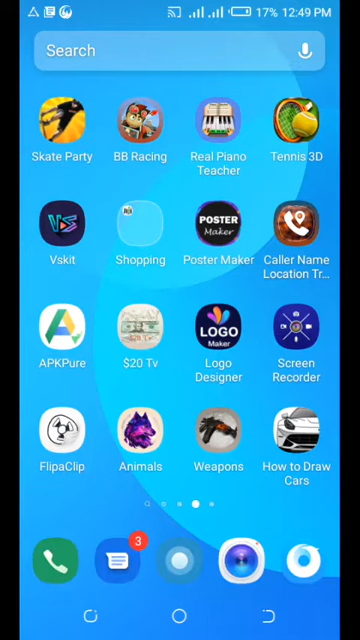 17% 12:49 PM
Search
Skate Party
BB Racing
Real Piano
Teacher
Tennis 3D
VS
POSTER
Maker
Vskit
Shopping
Poster Maker
Caller Name
Location Tr...
LOGO
Maker
APKPure
$20 Tv
Logo
Designer
Screen
Recorder
FlipaClip
Animals
Weapons
How to Draw
Cars
3